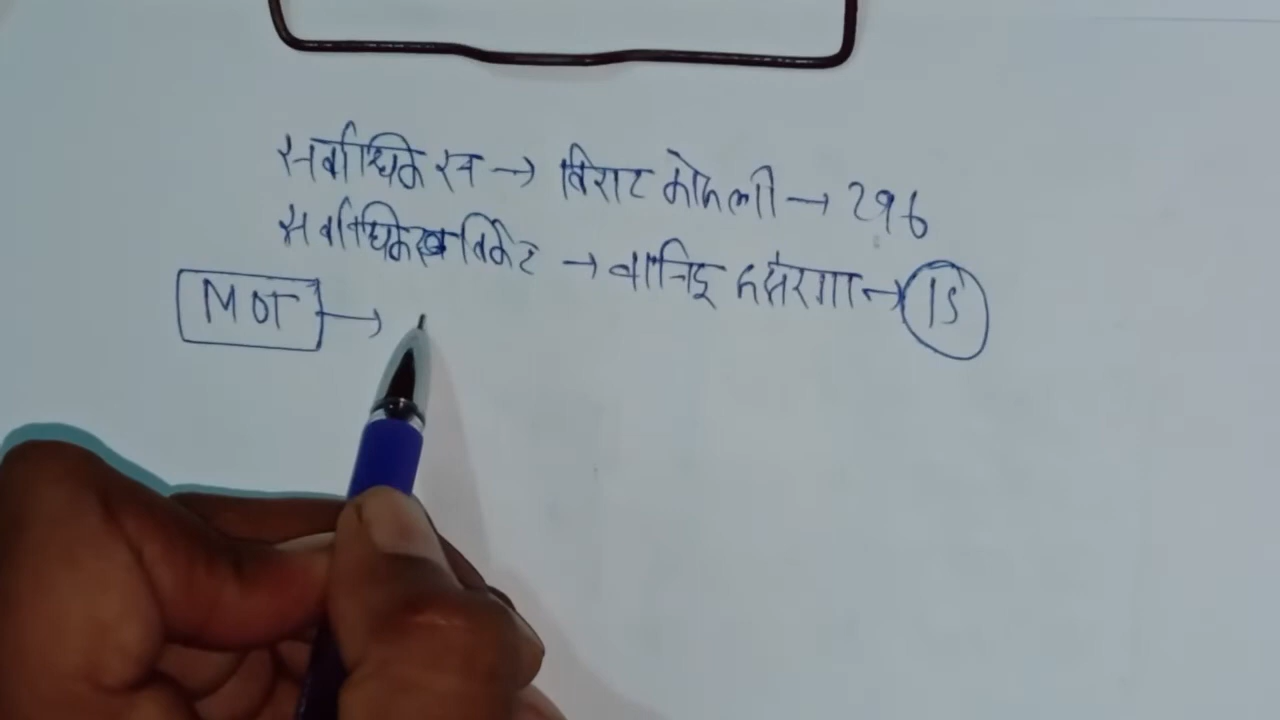 सर्वाधिक रन → विराट कोहली → 296
सर्वाधिक विकेट → वानिंदु हसरंगा → 15
MOT →